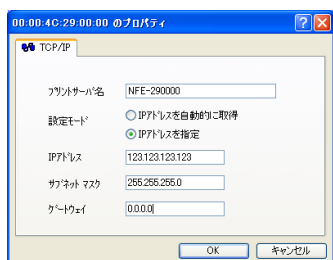 00:00:4C:29:00:00 のプロパティ
TCP/IP
プリントサーバ名 NFE-290000
設定モード IPアドレスを自動的に取得
IPアドレスを指定
IPアドレス 123.123.123.123
サブネット マスク 255.255.255.0
ゲートウェイ 0.0.0.0
OK キャンセル